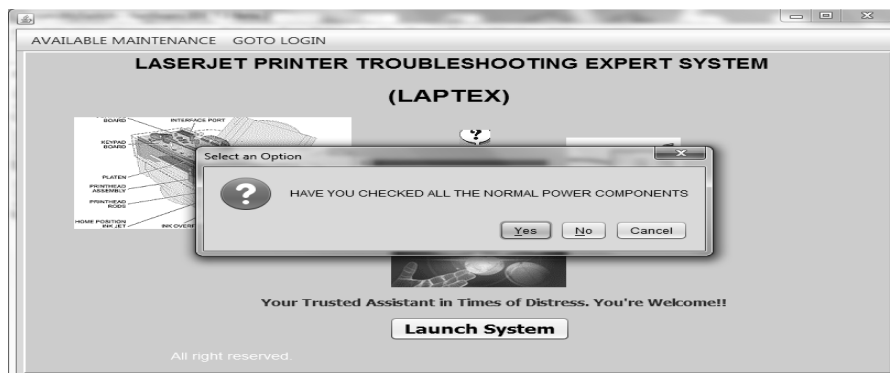 AVAILABLE MAINTENANCE GOTO LOGIN
LASERJET PRINTER TROUBLESHOOTING EXPERT SYSTEM
(LAPTEX)
BOARD
INTERFACE PORT
KEYPAD
BOARD
PLATEN
PRINTHEAD
ASSEMBLY
PRINTHEAD
RODS
HOME POSITION
INK JET
?
Select an Option
HAVE YOU CHECKED ALL THE NORMAL POWER COMPONENTS
Yes No Cancel
Your Trusted Assistant in Times of Distress. You're Welcome!!
Launch System
All right reserved.